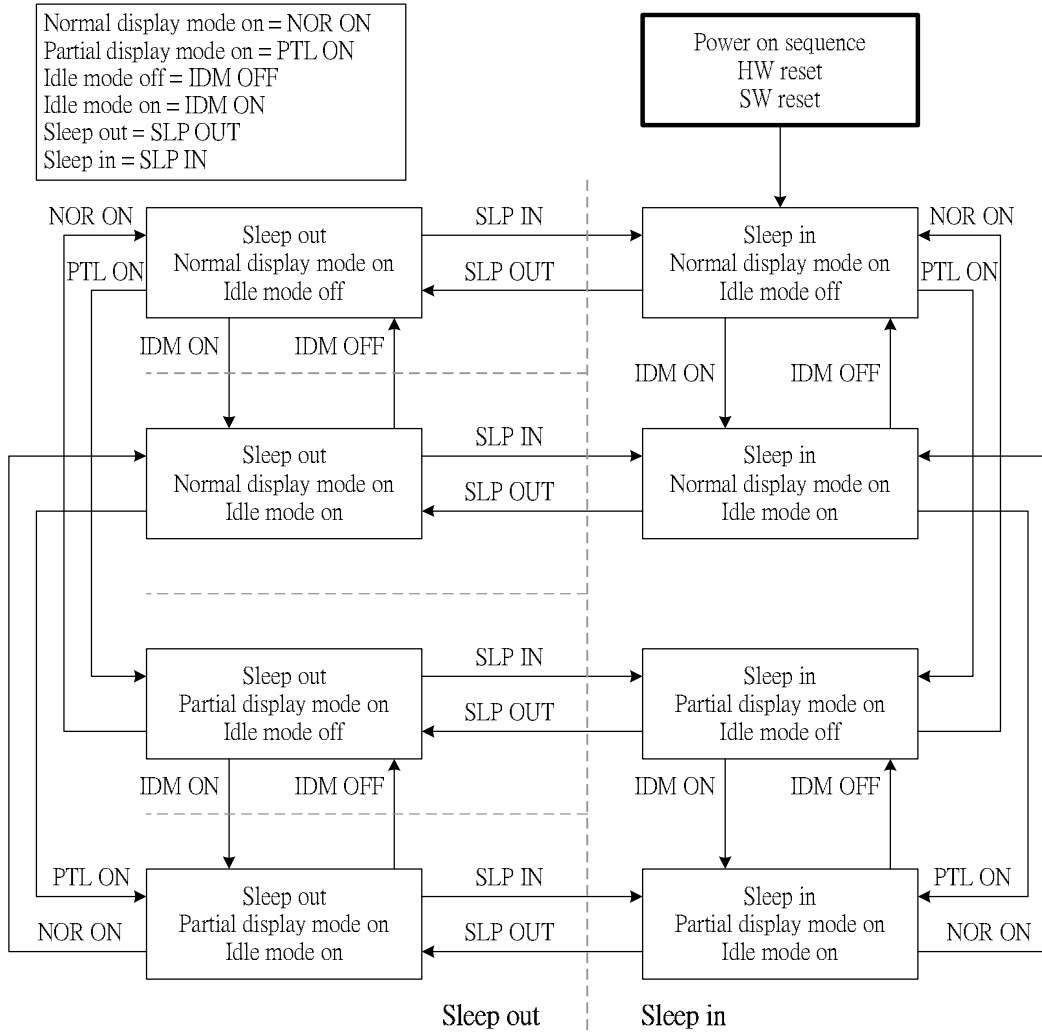 Normal display mode on = NOR ON
Partial display mode on = PTL ON
Idle mode off = IDM OFF
Idle mode on = IDM ON
Sleep out = SLP OUT
Sleep in = SLP IN
Power on sequence
HW reset
SW reset
NOR ON
PTL ON
Sleep out
Normal display mode on
Idle mode off
SLP IN
SLP OUT
Sleep in
Normal display mode on
Idle mode off
NOR ON
PTL ON
IDM ON
IDM OFF
IDM ON
IDM OFF
Sleep out
Normal display mode on
Idle mode on
SLP IN
SLP OUT
Sleep in
Normal display mode on
Idle mode on
Sleep out
Partial display mode on
Idle mode off
SLP IN
SLP OUT
Sleep in
Partial display mode on
Idle mode off
IDM ON
IDM OFF
IDM ON
IDM OFF
PTL ON
NOR ON
Sleep out
Partial display mode on
Idle mode on
SLP IN
SLP OUT
Sleep in
Partial display mode on
Idle mode on
PTL ON
NOR ON
Sleep out
Sleep in